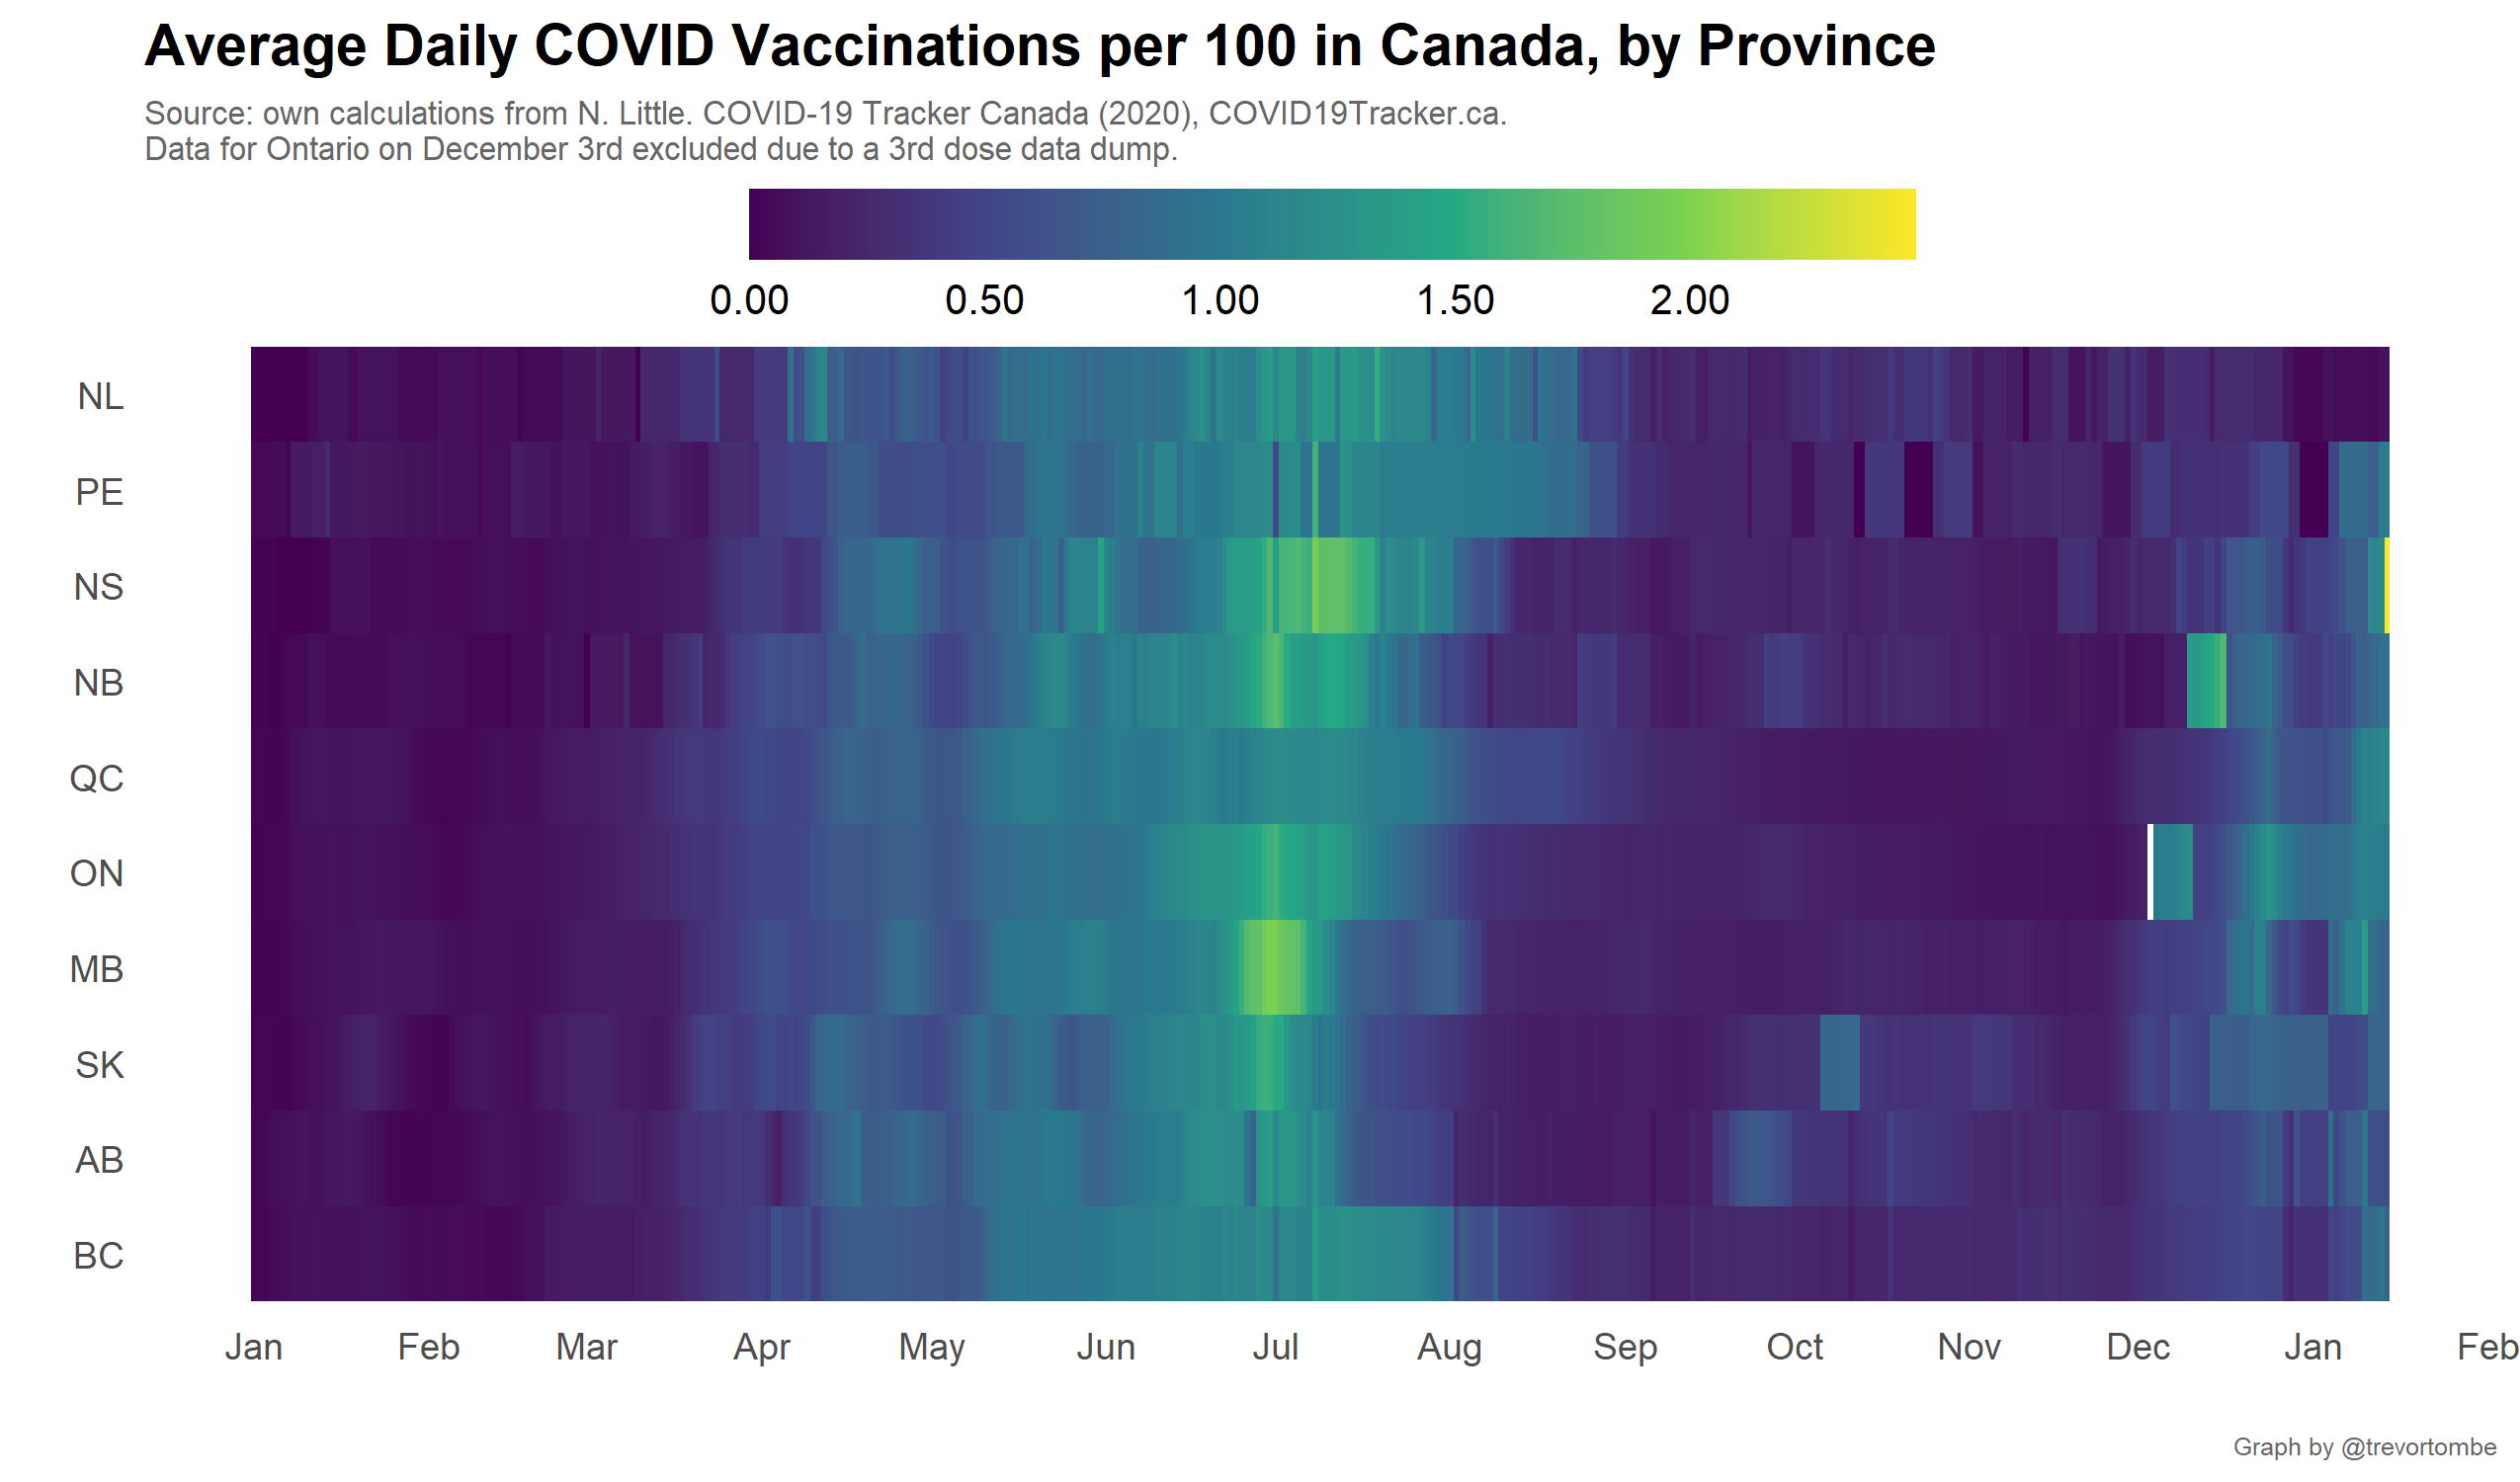 Average Daily COVID Vaccinations per 100 in Canada, by Province
Source: own calculations from N. Little. COVID-19 Tracker Canada (2020), COVID19Tracker.ca.
Data for Ontario on December 3rd excluded due to a 3rd dose data dump.
0.00 0.50 1.00 1.50 2.00
NL
PE
NS
NB
QC
ON
MB
SK
AB
BC
Jan Feb Mar Apr May Jun Jul Aug Sep Oct Nov Dec Jan Feb
Graph by @trevortombe